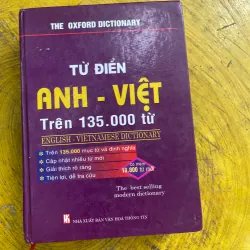 THE OXFORD DICTIONARY
TỪ ĐIỂN
ANH - VIỆT
Trên 135.000 từ
ENGLISH - VIETNAMESE DICTIONARY
Trên 135.000 mục từ và định nghĩa
Cập nhật nhiều từ mới
Giải thích rõ ràng
Tiện lợi, dễ tra cứu
The best selling
modern dictionary
NHÀ XUẤT BẢN VĂN HOÁ THÔNG TIN